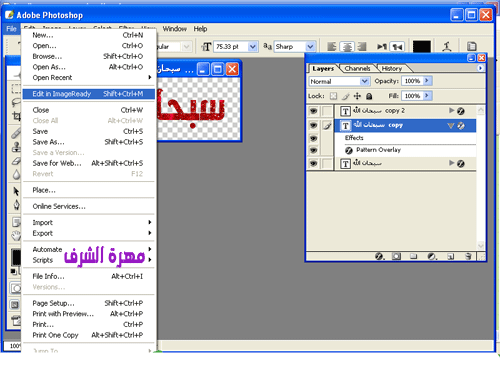 Adobe Photoshop
File Edit Image Layer Select Filter View Window Help
75.33 pt Sharp
New... Ctrl+N
Open... Ctrl+O
Browse... Shift+Ctrl+O
Open As... Alt+Ctrl+O
Open Recent
Edit in ImageReady Shift+Ctrl+M
Close Ctrl+W
Close All Alt+Ctrl+W
Save Ctrl+S
Save As... Shift+Ctrl+S
Save a Version...
Save for Web... Alt+Shift+Ctrl+S
Revert F12
Place...
Online Services...
Import
Export
Automate
Scripts
File Info... Alt+Ctrl+I
Versions...
Page Setup... Shift+Ctrl+P
Print with Preview... Alt+Ctrl+P
Print... Ctrl+P
Print One Copy Alt+Shift+Ctrl+P
Jump To
مهرة الشرف
Layers Channels History
Normal Opacity: 100%
Lock: Fill: 100%
سبحان الله copy 2
سبحان الله copy
Effects
Pattern Overlay
سبحان الله